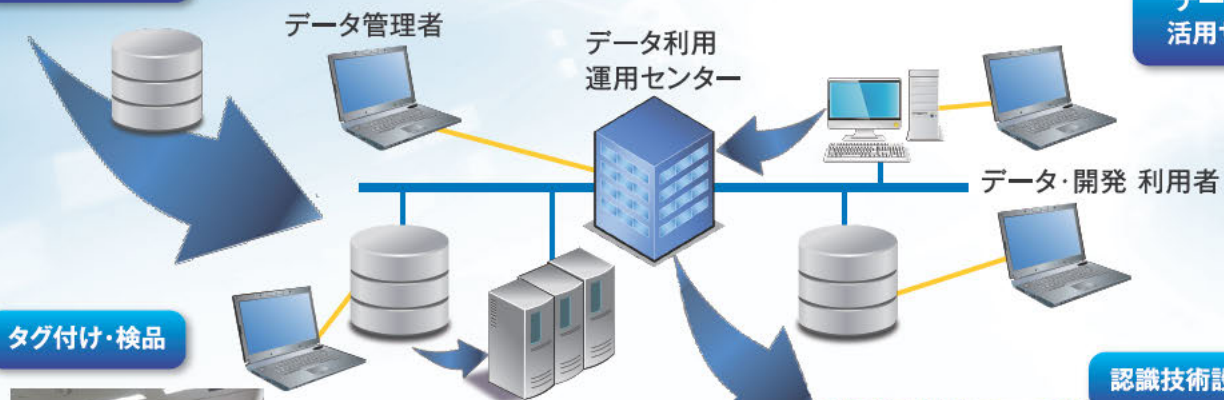 データ管理者
データ利用
運用センター
活用
データ・開発 利用者
タグ付け・検品
認識技術